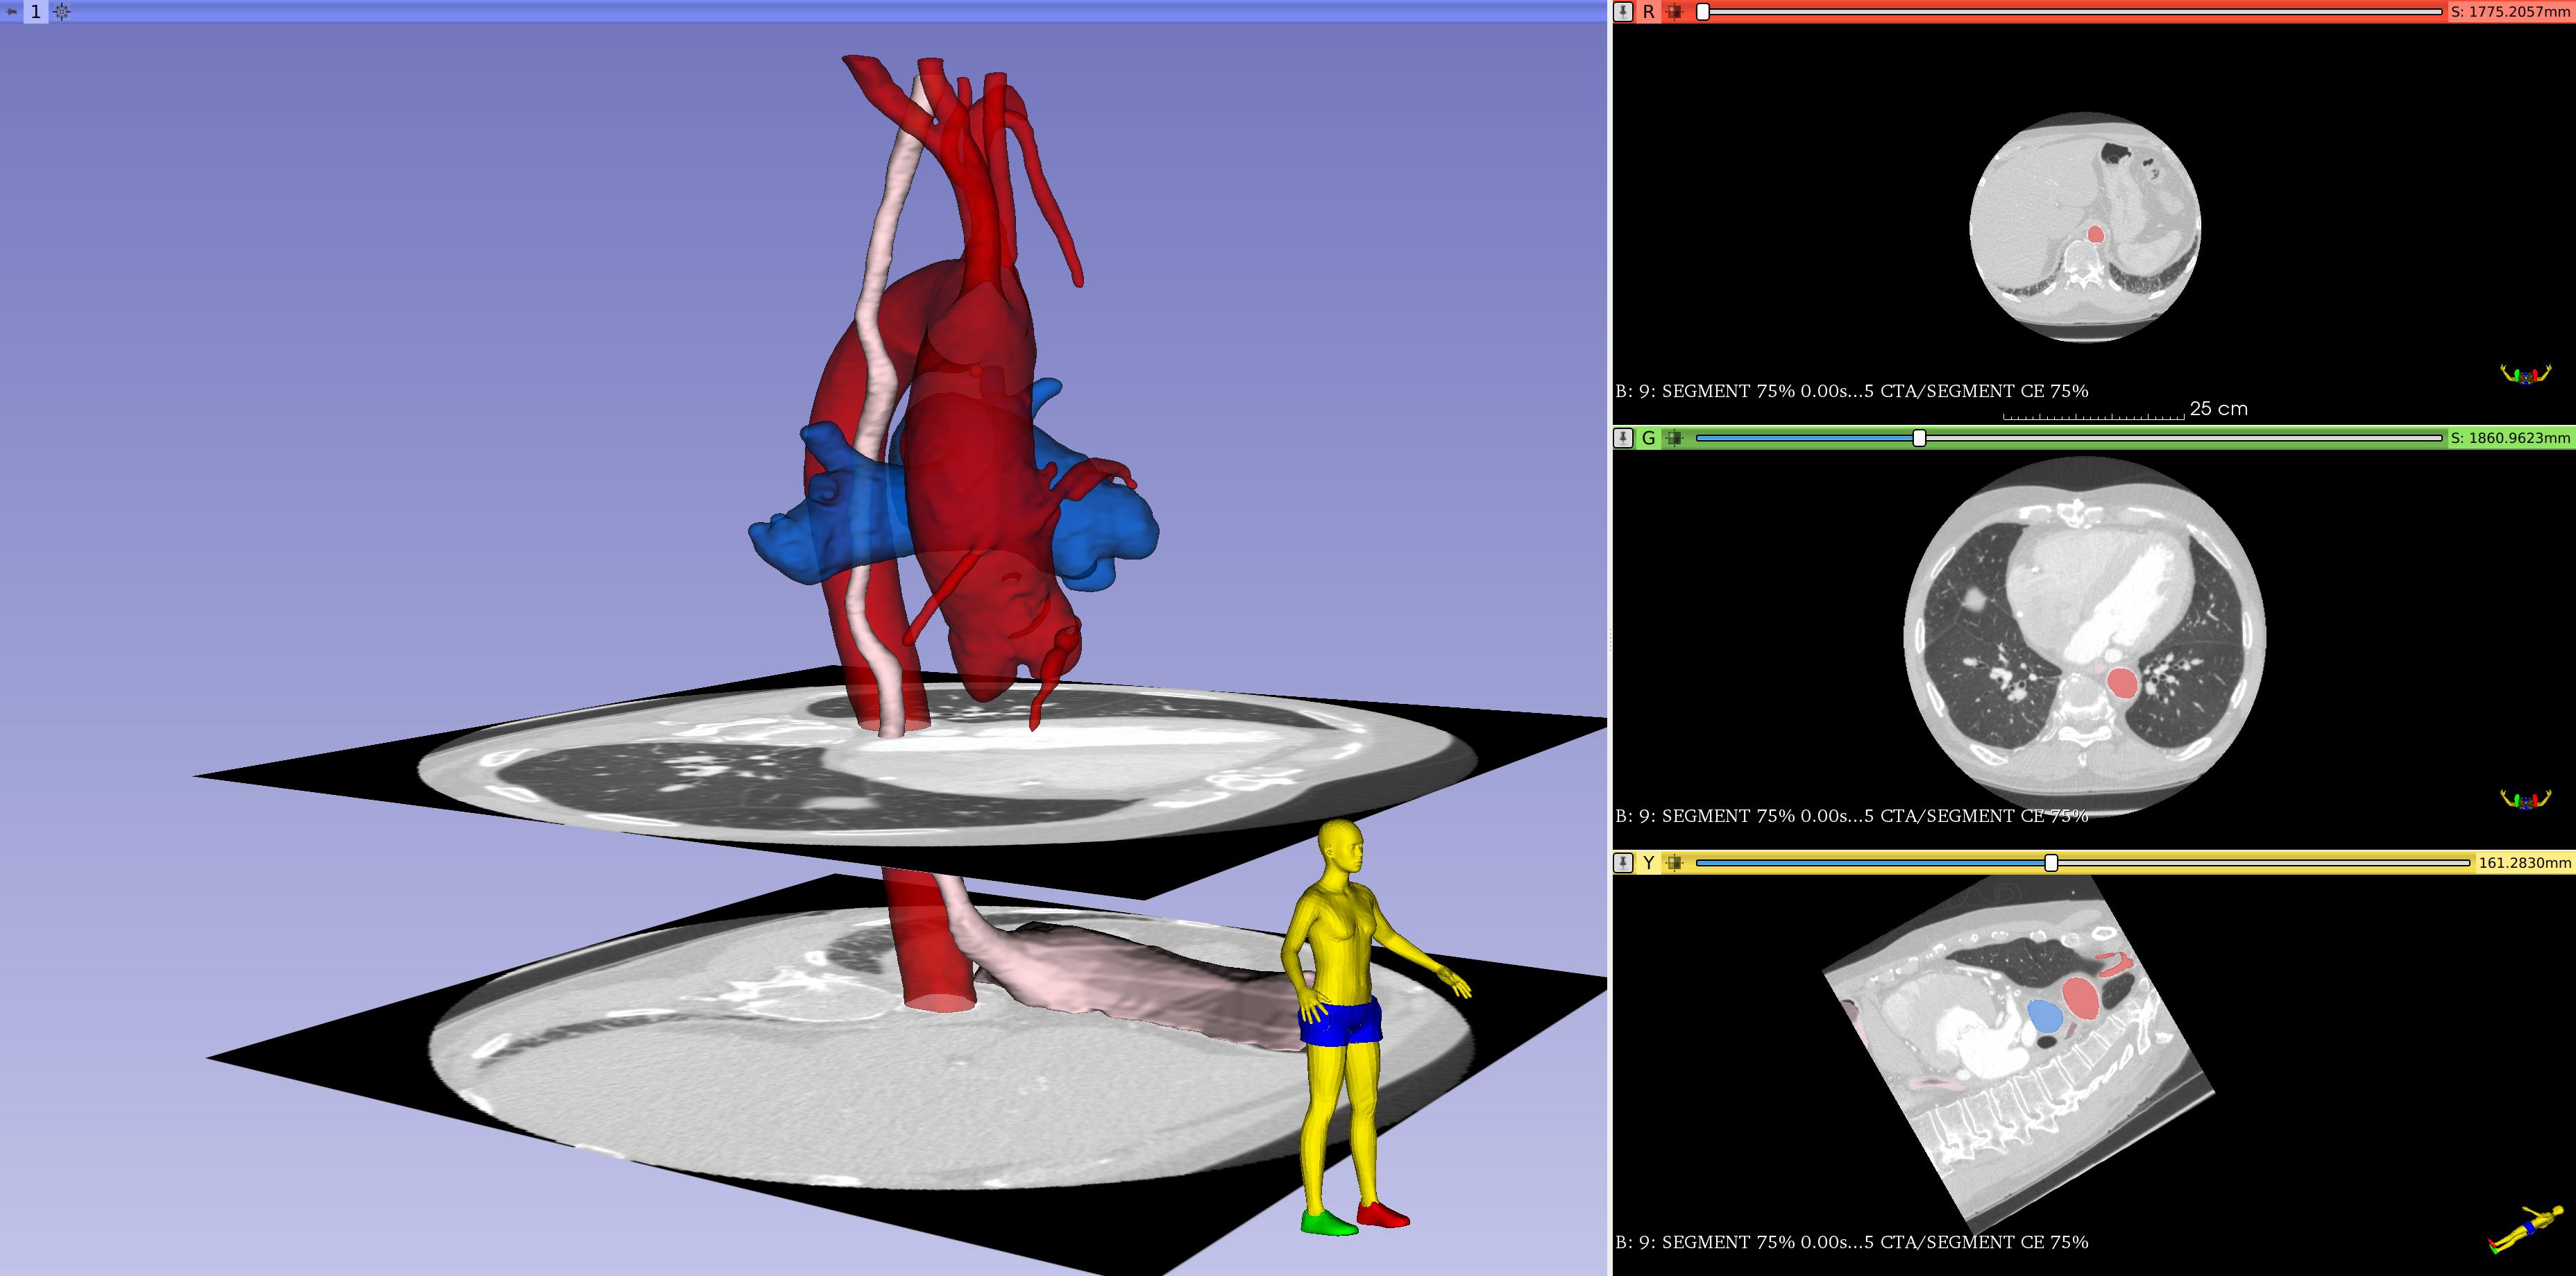 1
R
S: 1775.2057mm
B: 9: SEGMENT 75% 0.00s...5 CTA/SEGMENT CE 75%
25 cm
G
S: 1860.9623mm
B: 9: SEGMENT 75% 0.00s...5 CTA/SEGMENT CE 75%
Y
161.2830mm
B: 9: SEGMENT 75% 0.00s...5 CTA/SEGMENT CE 75%